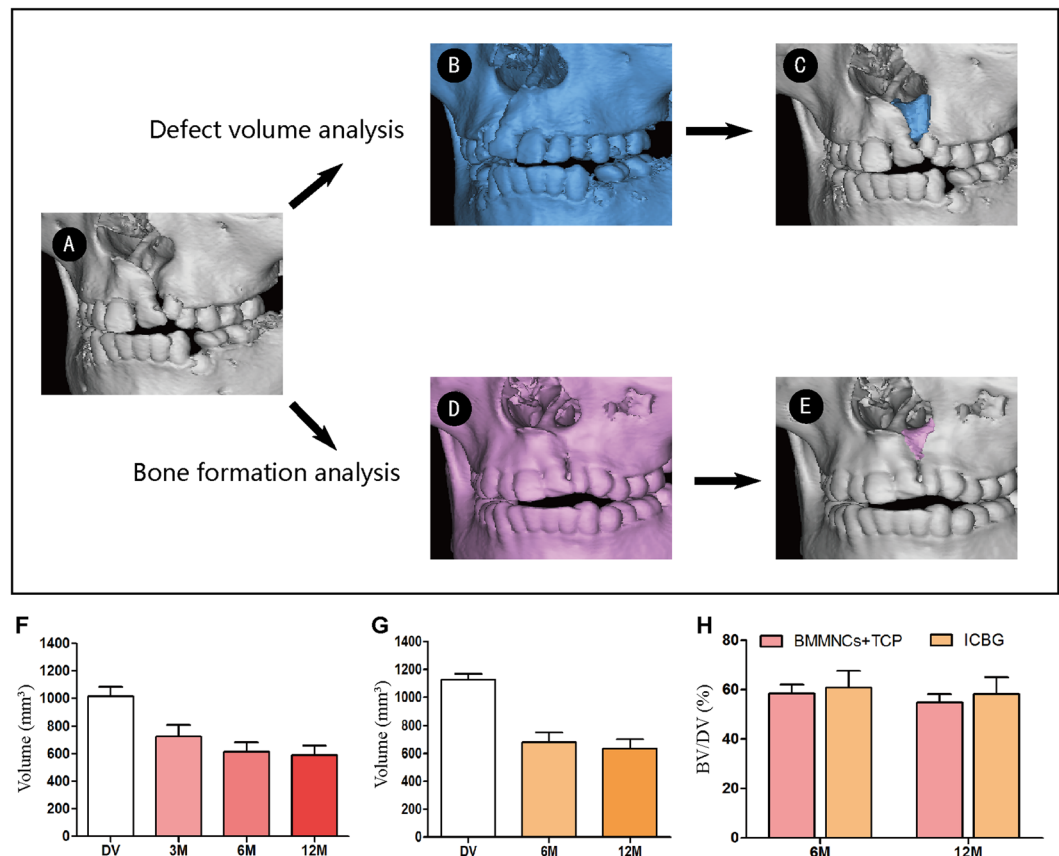 B
C
Defect volume analysis
A
D
E
Bone formation analysis
F
1400
1200
1000
800
600
400
200
0
Volume (mm³)
DV 3M 6M 12M
G
1400
1200
1000
800
600
400
200
0
Volume (mm³)
DV 6M 12M
H
BMMNCs+TCP ICBG
80
60
40
20
0
BV/DV (%)
6M 12M